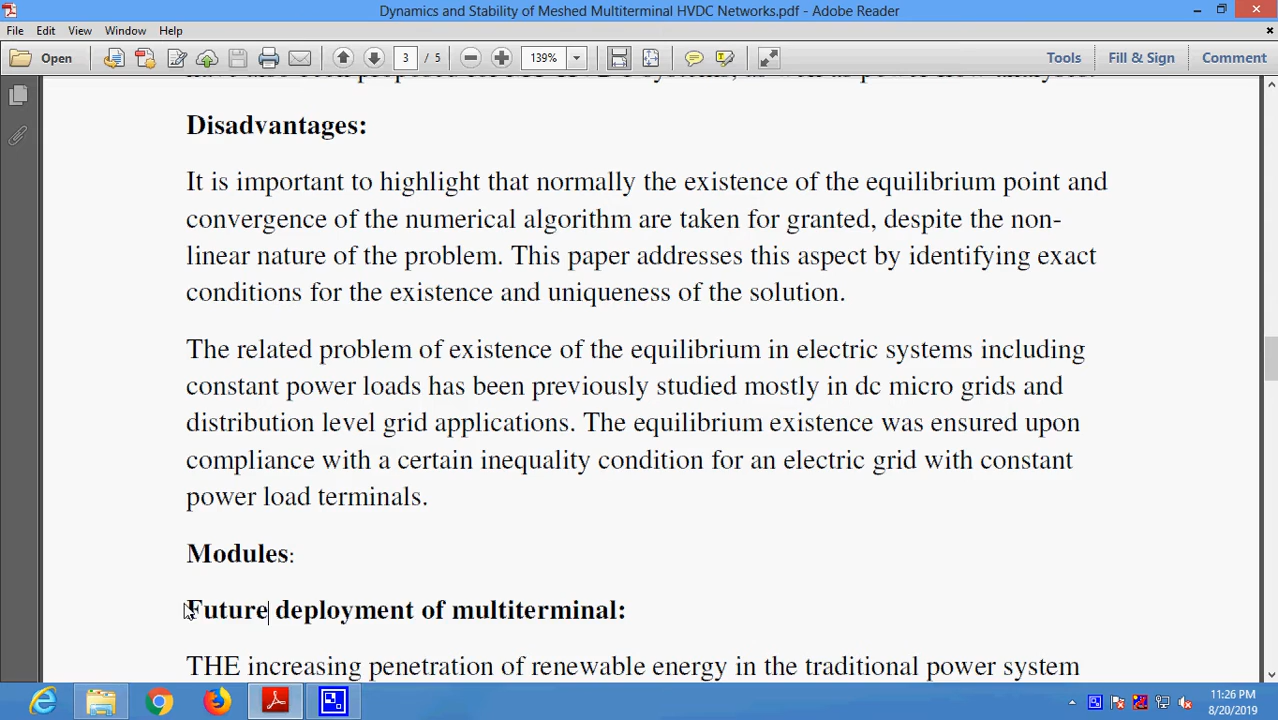 Dynamics and Stability of Meshed Multiterminal HVDC Networks.pdf - Adobe Reader
File Edit View Window Help
Open 3 / 5 139% Tools Fill & Sign Comment
Disadvantages:
It is important to highlight that normally the existence of the equilibrium point and
convergence of the numerical algorithm are taken for granted, despite the non-
linear nature of the problem. This paper addresses this aspect by identifying exact
conditions for the existence and uniqueness of the solution.
The related problem of existence of the equilibrium in electric systems including
constant power loads has been previously studied mostly in dc micro grids and
distribution level grid applications. The equilibrium existence was ensured upon
compliance with a certain inequality condition for an electric grid with constant
power load terminals.
Modules:
Future deployment of multiterminal:
THE increasing penetration of renewable energy in the traditional power system
11:26 PM
8/20/2019